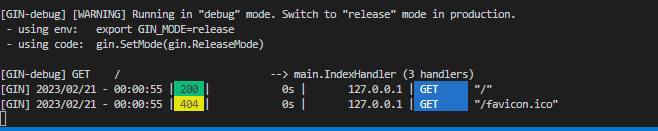 [GIN-debug] [WARNING] Running in "debug" mode. Switch to "release" mode in production.
 - using env:   export GIN_MODE=release
 - using code:  gin.SetMode(gin.ReleaseMode)

[GIN-debug] GET    /                         --> main.IndexHandler (3 handlers)
[GIN] 2023/02/21 - 00:00:55 | 200 |            0s |       127.0.0.1 | GET      "/"
[GIN] 2023/02/21 - 00:00:55 | 404 |            0s |       127.0.0.1 | GET      "/favicon.ico"